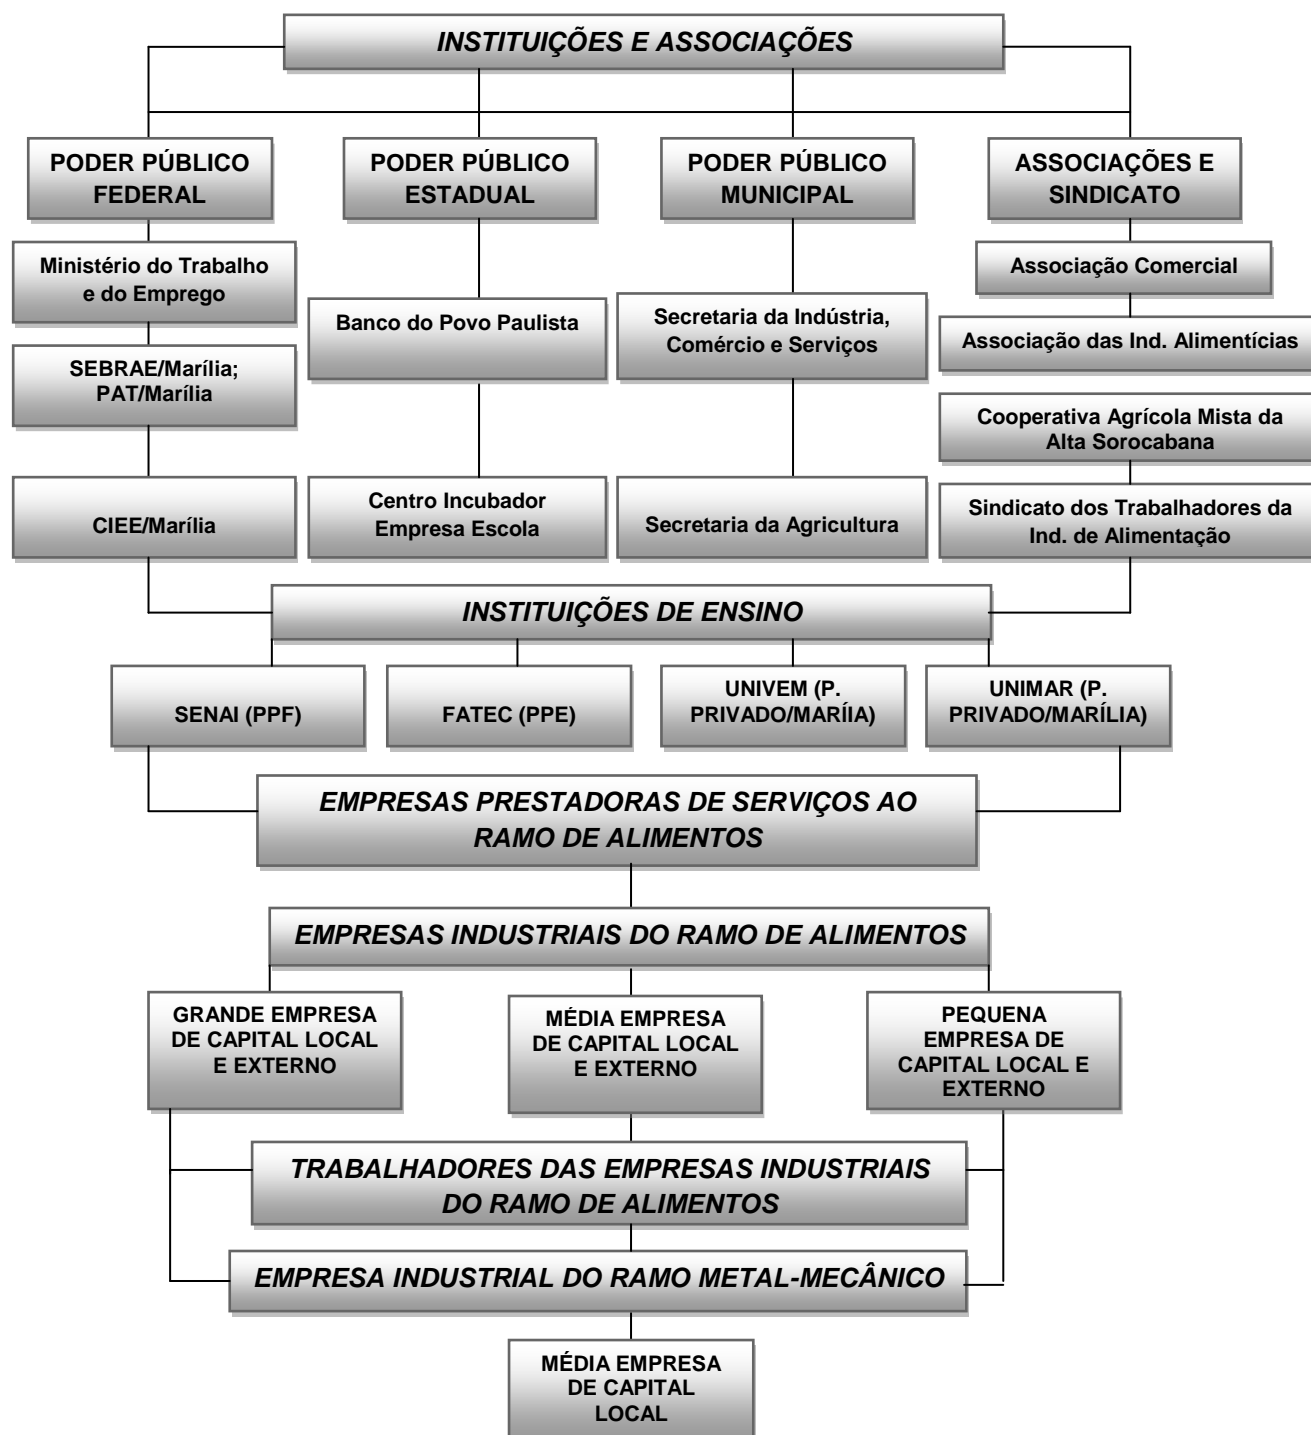 INSTITUIÇÕES E ASSOCIAÇÕES
PODER PÚBLICO
FEDERAL
PODER PÚBLICO
ESTADUAL
PODER PÚBLICO
MUNICIPAL
ASSOCIAÇÕES E
SINDICATO
Ministério do Trabalho
e do Emprego
Banco do Povo Paulista
Secretaria da Indústria,
Comércio e Serviços
Associação Comercial
Associação das Ind. Alimentícias
SEBRAE/Marília;
PAT/Marília
Cooperativa Agrícola Mista da
Alta Sorocabana
CIEE/Marília
Centro Incubador
Empresa Escola
Secretaria da Agricultura
Sindicato dos Trabalhadores da
Ind. de Alimentação
INSTITUIÇÕES DE ENSINO
SENAI (PPF)
FATEC (PPE)
UNIVEM (P.
PRIVADO/MARÍIA)
UNIMAR (P.
PRIVADO/MARÍLIA)
EMPRESAS PRESTADORAS DE SERVIÇOS AO
RAMO DE ALIMENTOS
EMPRESAS INDUSTRIAIS DO RAMO DE ALIMENTOS
GRANDE EMPRESA
DE CAPITAL LOCAL
E EXTERNO
MÉDIA EMPRESA
DE CAPITAL LOCAL
E EXTERNO
PEQUENA
EMPRESA DE
CAPITAL LOCAL E
EXTERNO
TRABALHADORES DAS EMPRESAS INDUSTRIAIS
DO RAMO DE ALIMENTOS
EMPRESA INDUSTRIAL DO RAMO METAL-MECÂNICO
MÉDIA EMPRESA
DE CAPITAL
LOCAL